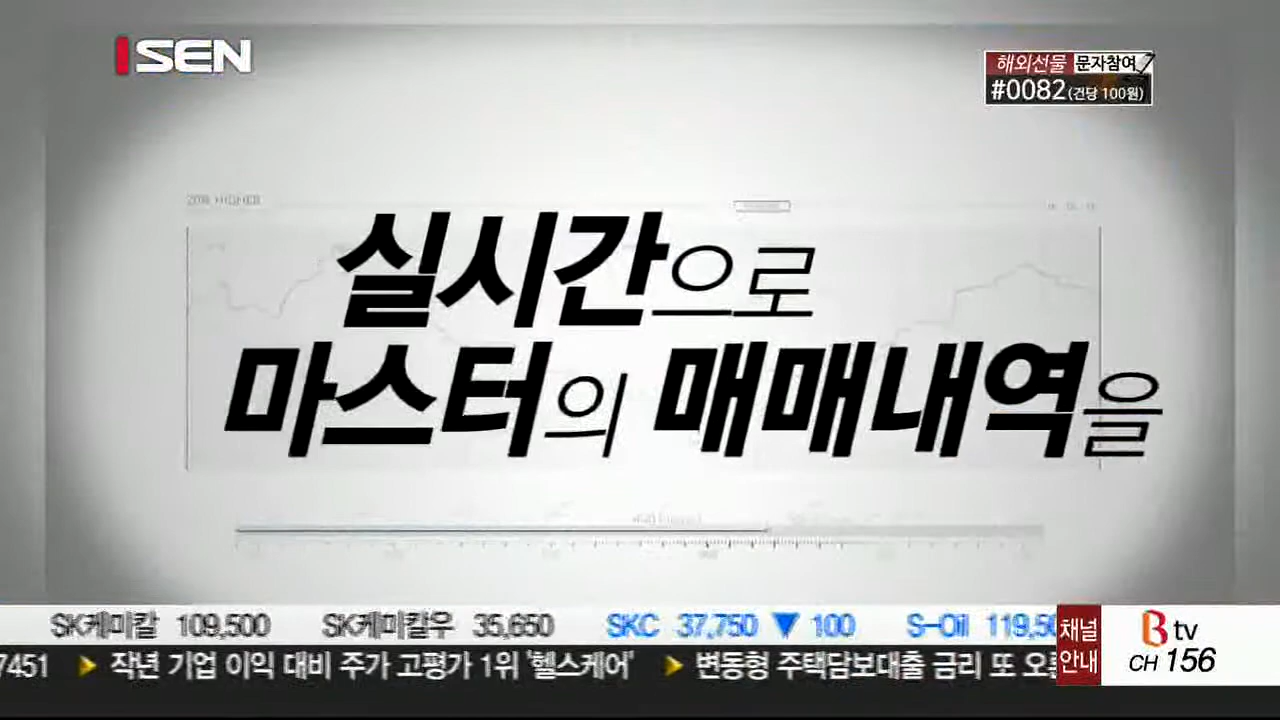 SEN
해외선물 문자참여
#0082(건당 100원)
실시간으로
마스터의 매매내역을
SK케미칼 109,500 SK케미칼우 35,650 SKC 37,750 ▼ 100 S-Oil 119,50
7451 ▶ 작년 기업 이익 대비 주가 고평가 1위 '헬스케어' ▶ 변동형 주택담보대출 금리 또
채널
안내
B tv
CH 156